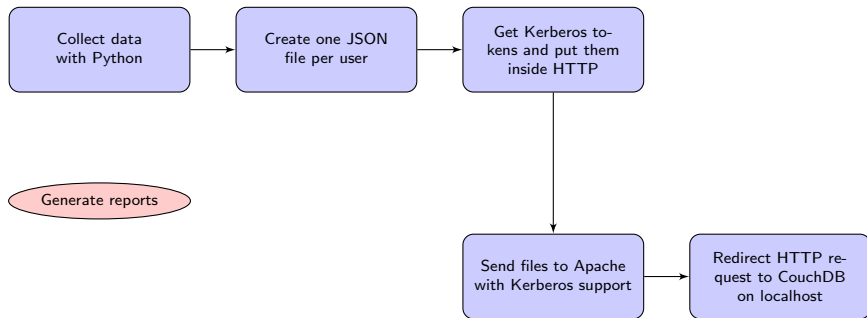 Collect data
with Python
Create one JSON
file per user
Get Kerberos to-
kens and put them
inside HTTP
Generate reports
Send files to Apache
with Kerberos support
Redirect HTTP re-
quest to CouchDB
on localhost